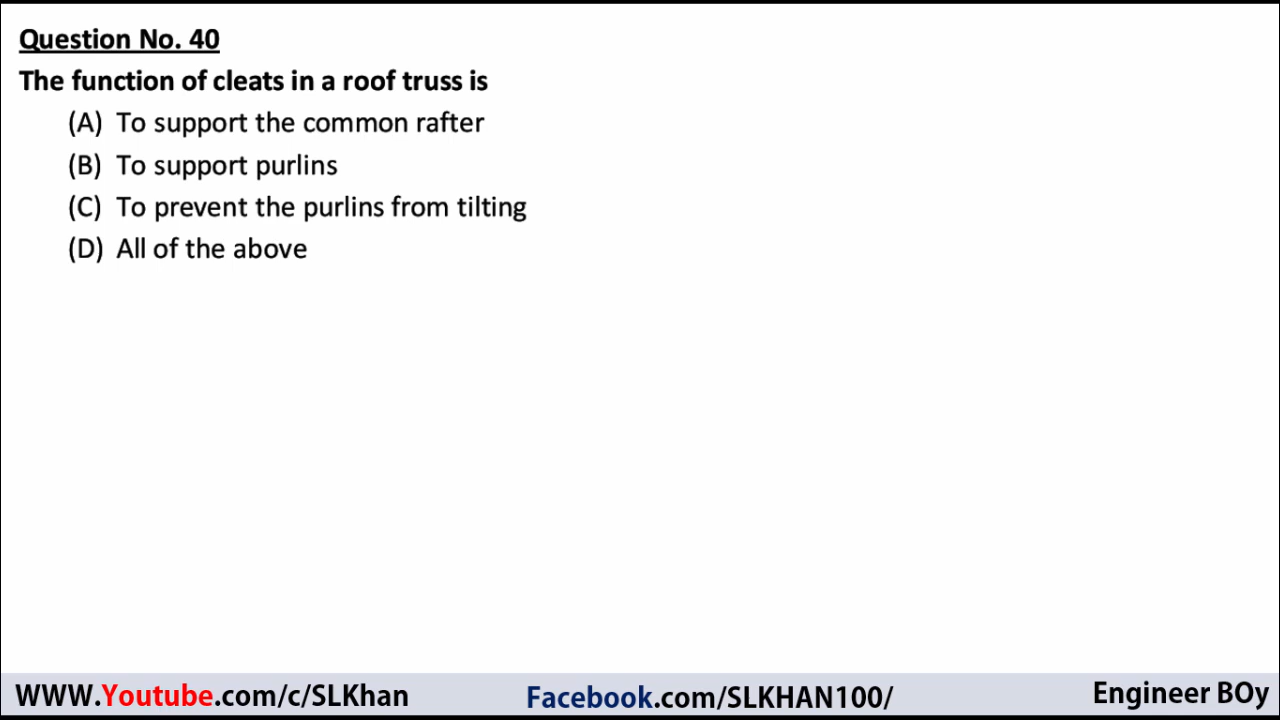 Question No. 40
The function of cleats in a roof truss is
(A) To support the common rafter
(B) To support purlins
(C) To prevent the purlins from tilting
(D) All of the above
WWW.Youtube.com/c/SLKhan
Facebook.com/SLKHAN100/
Engineer BOy